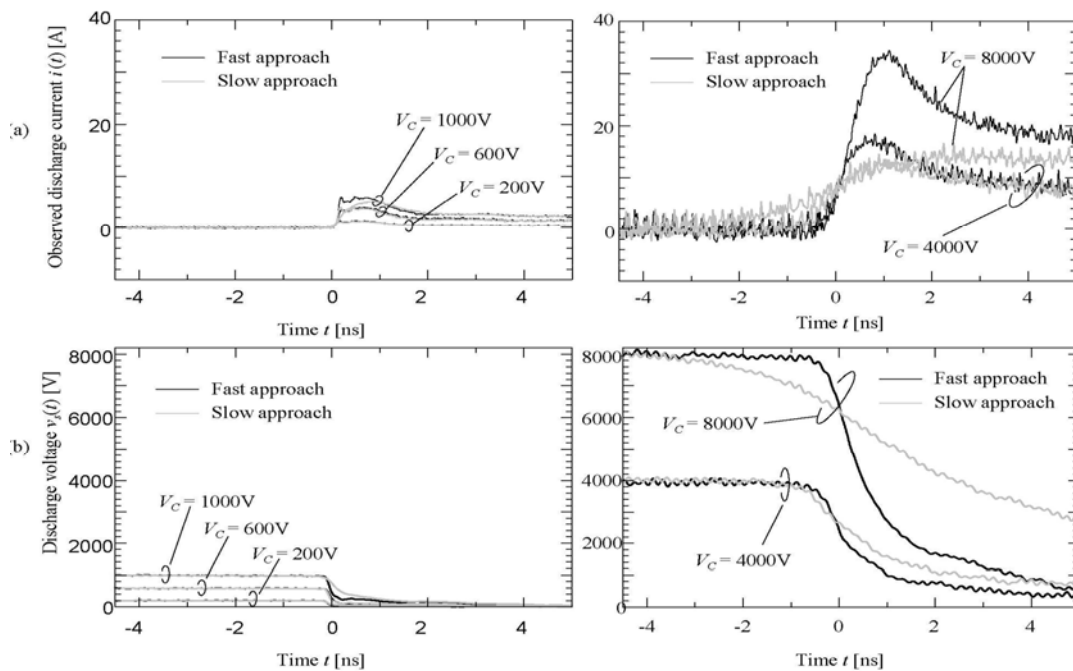 (a)
Observed discharge current i(t) [A]
40
20
0
Fast approach
Slow approach
V_C = 1000V
V_C = 600V
V_C = 200V
-4
-2
0
2
4
Time t [ns]
40
20
0
Fast approach
Slow approach
V_C = 8000V
V_C = 4000V
-4
-2
0
2
4
Time t [ns]
(b)
Discharge voltage v_s(t) [V]
8000
6000
4000
2000
0
Fast approach
Slow approach
V_C = 1000V
V_C = 600V
V_C = 200V
-4
-2
0
2
4
Time t [ns]
8000
6000
4000
2000
0
Fast approach
Slow approach
V_C = 8000V
V_C = 4000V
-4
-2
0
2
4
Time t [ns]